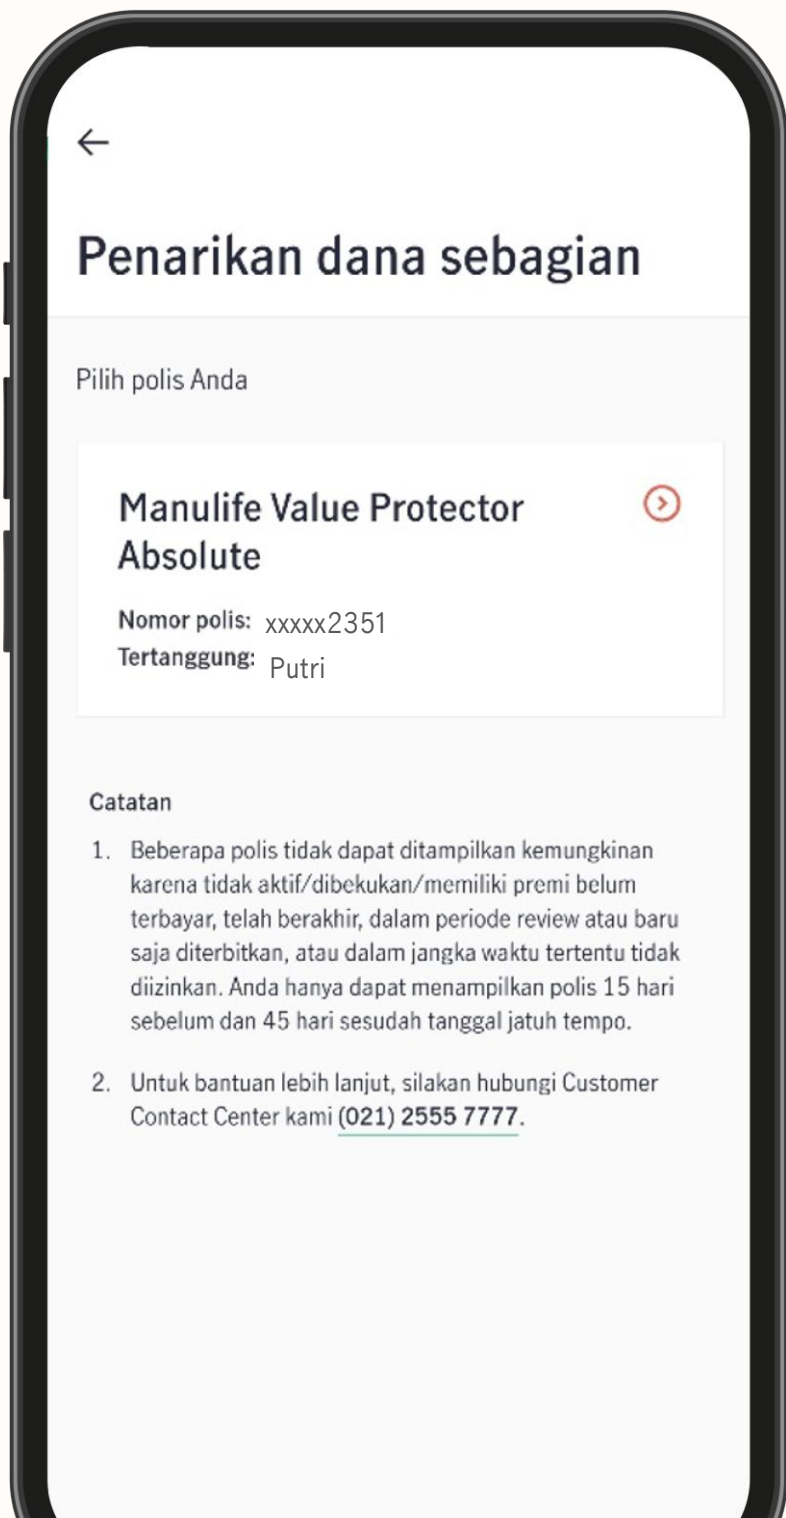 Penarikan dana sebagian
Pilih polis Anda
Manulife Value Protector
Absolute
Nomor polis: xxxxx2351
Tertanggung: Putri
Catatan
1. Beberapa polis tidak dapat ditampilkan kemungkinan
karena tidak aktif/dibekukan/memiliki premi belum
terbayar, telah berakhir, dalam periode review atau baru
saja diterbitkan, atau dalam jangka waktu tertentu tidak
diizinkan. Anda hanya dapat menampilkan polis 15 hari
sebelum dan 45 hari sesudah tanggal jatuh tempo.
2. Untuk bantuan lebih lanjut, silakan hubungi Customer
Contact Center kami (021) 2555 7777.